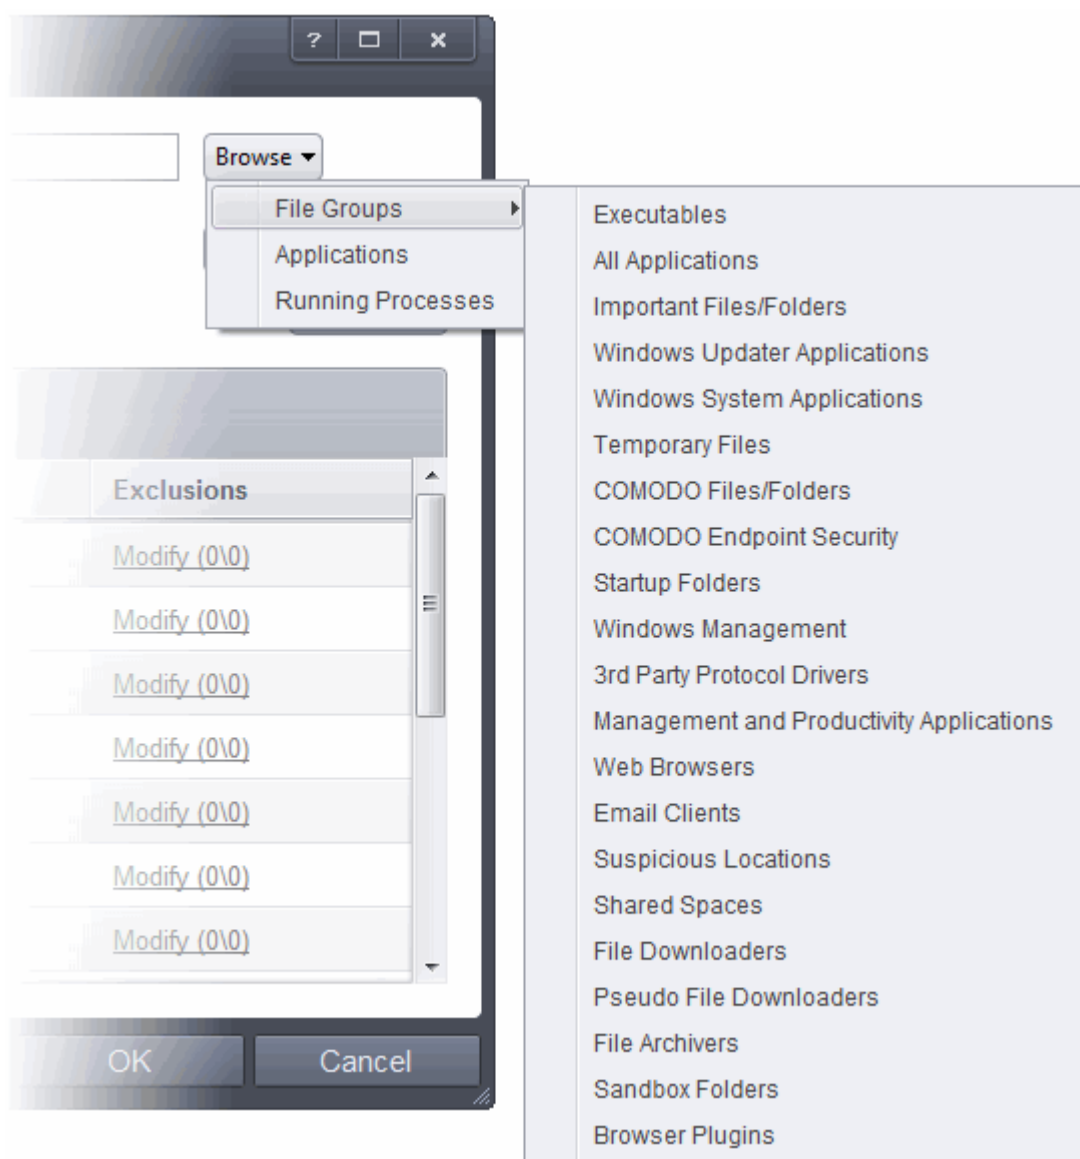 ?
Browse
File Groups
Applications
Running Processes
Executables
All Applications
Important Files/Folders
Windows Updater Applications
Windows System Applications
Temporary Files
COMODO Files/Folders
COMODO Endpoint Security
Startup Folders
Windows Management
3rd Party Protocol Drivers
Management and Productivity Applications
Web Browsers
Email Clients
Suspicious Locations
Shared Spaces
File Downloaders
Pseudo File Downloaders
File Archivers
Sandbox Folders
Browser Plugins
Exclusions
Modify (0\0)
Modify (0\0)
Modify (0\0)
Modify (0\0)
Modify (0\0)
Modify (0\0)
Modify (0\0)
OK
Cancel